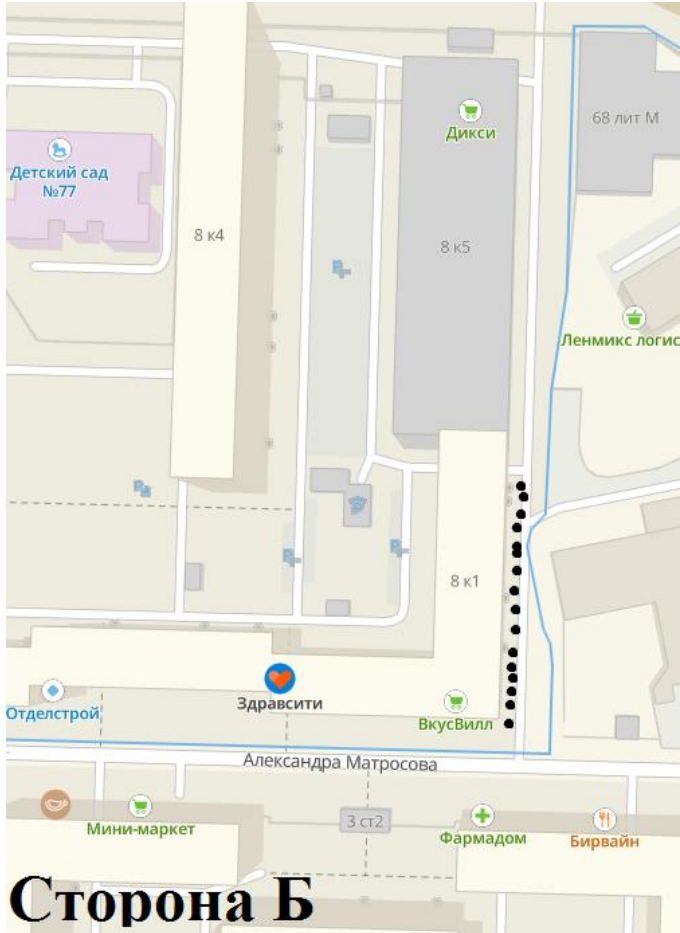 Дикси
68 лит М
Детский сад
№77
8 к4
8 к5
Ленмикс логис
8 к1
Здравсити
Отделстрой
ВкусВилл
Александра Матросова
3 ст2
Мини-маркет
Фармадом
Бирвайн
Сторона Б